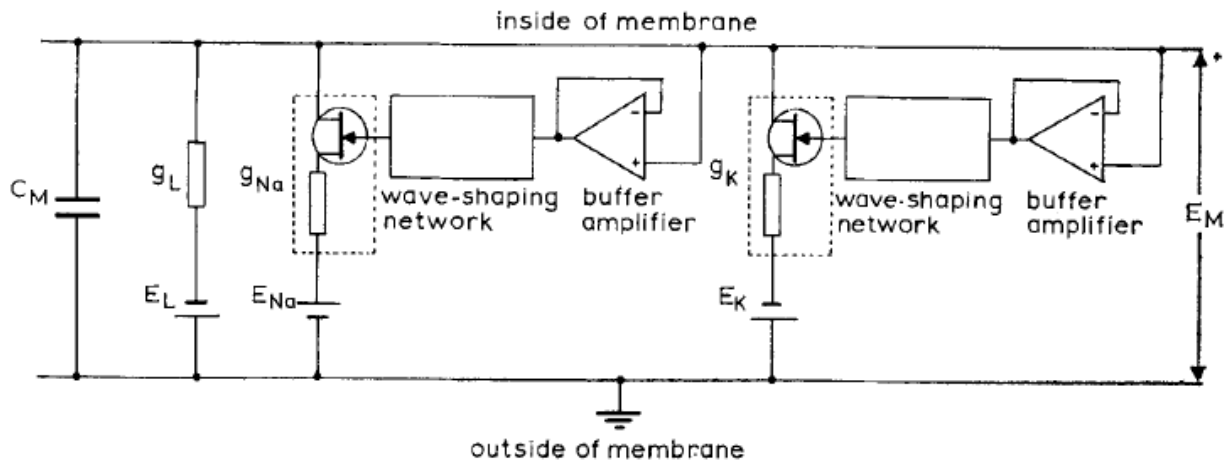 inside of membrane
+
C_M
g_L
g_Na
wave-shaping
network
-
+
buffer
amplifier
g_K
wave-shaping
network
-
+
buffer
amplifier
E_M
E_L
E_Na
E_K
outside of membrane